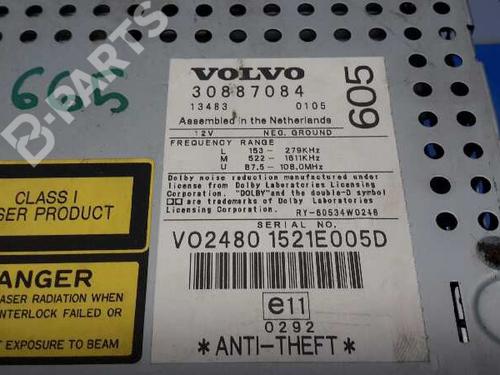 B-PARTS
665
VOLVO
30887084
13483 0105
605
Assembled in the Netherlands
12V NEG. GROUND
FREQUENCY RANGE
L 153 - 279KHz
M 522 - 1611KHz
U 87.5 - 108.0MHz
Dolby noise reduction manufactured under
license from Dolby Laboratories Licensing
Corporation. "DOLBY"and the double-D symbol
are trademarks of Dolby Laboratories
Licensing Corporation. RY-60534W0248
SERIAL NO.
VO2480 1521E005D
e11
0292
*ANTI-THEFT*
CLASS I
SER PRODUCT
ANGER
ASER RADIATION WHEN
INTERLOCK FAILED OR
T EXPOSURE TO BEAM